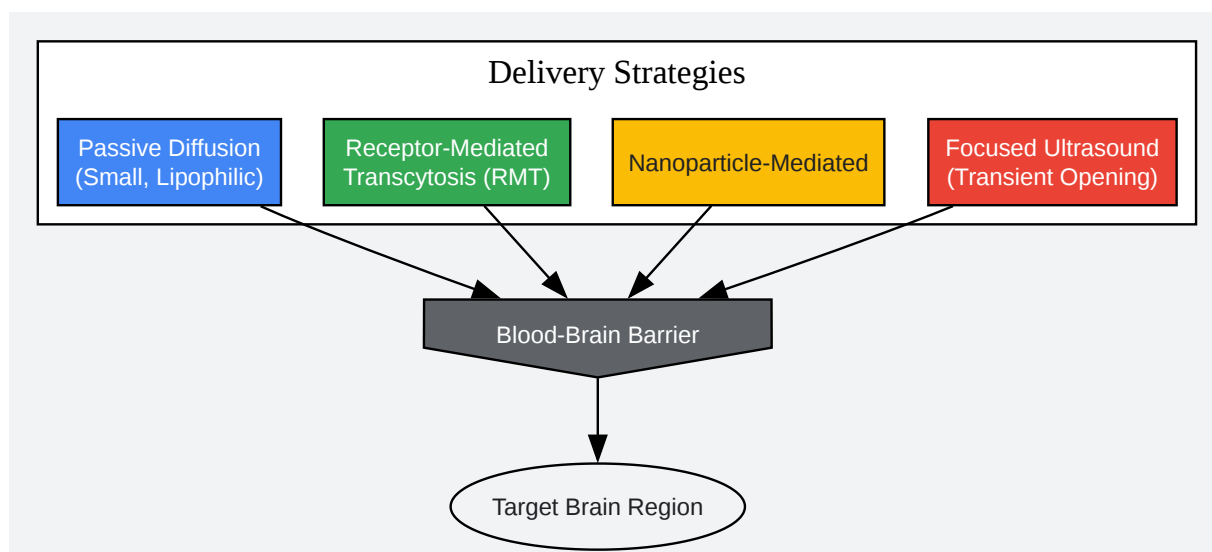 Delivery Strategies
Passive Diffusion
(Small, Lipophilic)
Receptor-Mediated
Transcytosis (RMT)
Nanoparticle-Mediated
Focused Ultrasound
(Transient Opening)
Blood-Brain Barrier
Target Brain Region